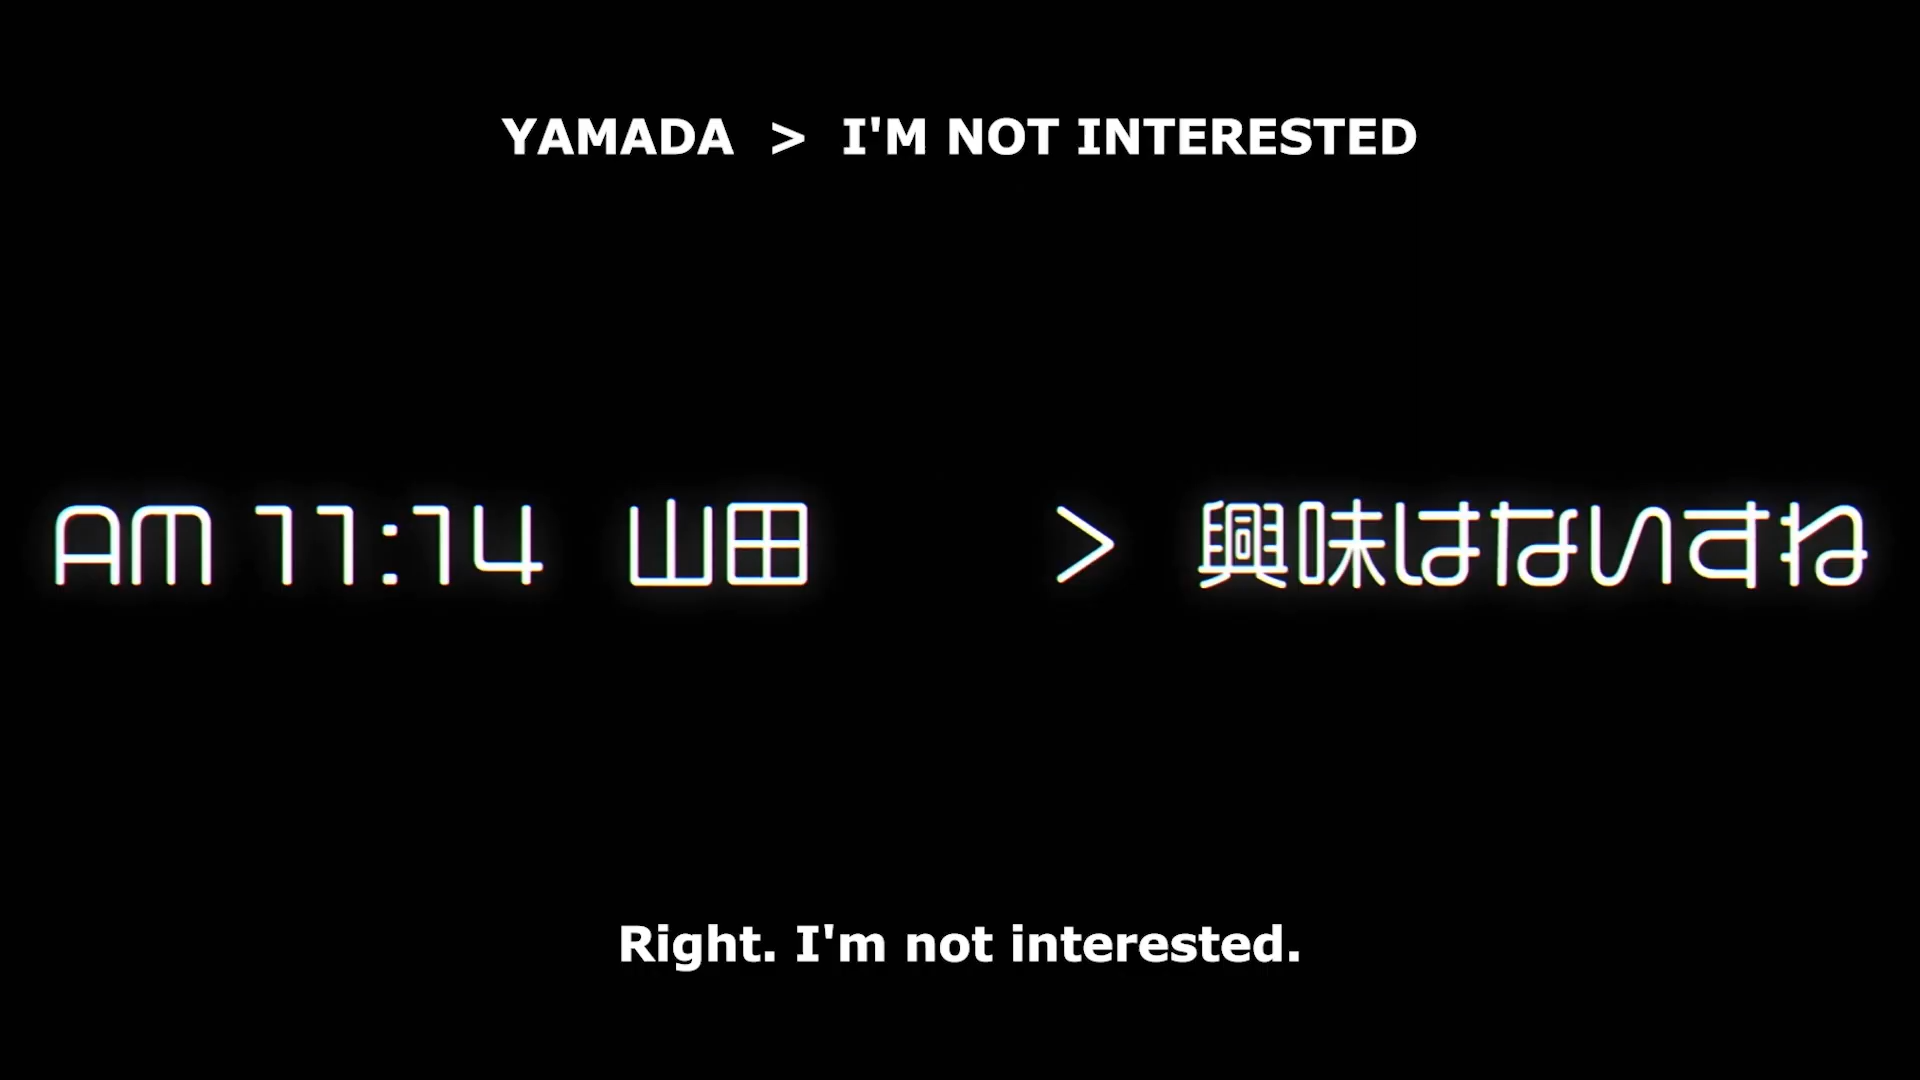 YAMADA > I'M NOT INTERESTED
AM 11:14 山田 > 興味はないすね
Right. I'm not interested.